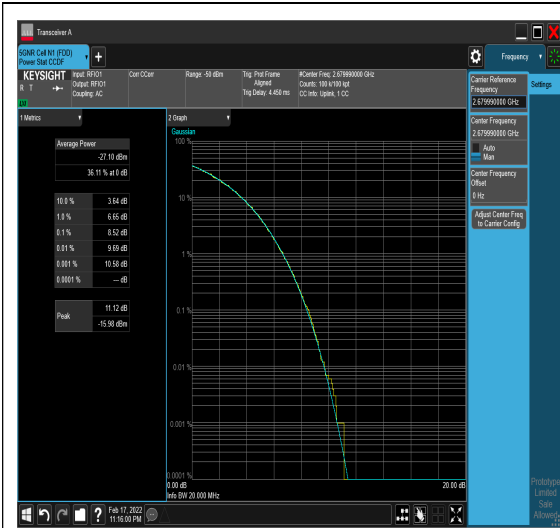 Transceiver A
5GNR Cell N1 (FDD)
Power Stat CCDF
+
Frequency
KEYSIGHT
R T
Input: RFIO1
Output: RFIO1
Coupling: AC
Corr CCorr
Range: -50 dBm
Trig: Prot Frame
Aligned
Trig Delay: 4.450 ms
#Center Freq: 2.679990000 GHz
Counts: 100 k/100 kpt
CC Info: Uplink, 1 CC
1 Metrics
Average Power
-27.10 dBm
36.11 % at 0 dB
10.0 % 3.64 dB
1.0 % 6.65 dB
0.1 % 8.52 dB
0.01 % 9.69 dB
0.001 % 10.58 dB
0.0001 % --- dB
Peak
11.12 dB
-15.98 dBm
2 Graph
Gaussian
100 %
10 %
1 %
0.1 %
0.01 %
0.001 %
0.0001 %
0.00 dB
20.00 dB
Info BW 20.000 MHz
Carrier Reference
Frequency
2.679990000 GHz
Center Frequency
2.679990000 GHz
Auto
Man
Center Frequency
Offset
0 Hz
Adjust Center Freq
to Carrier Config
Settings
Prototype
Limited
Sale
Allowed
?
Feb 17, 2022
11:16:00 PM